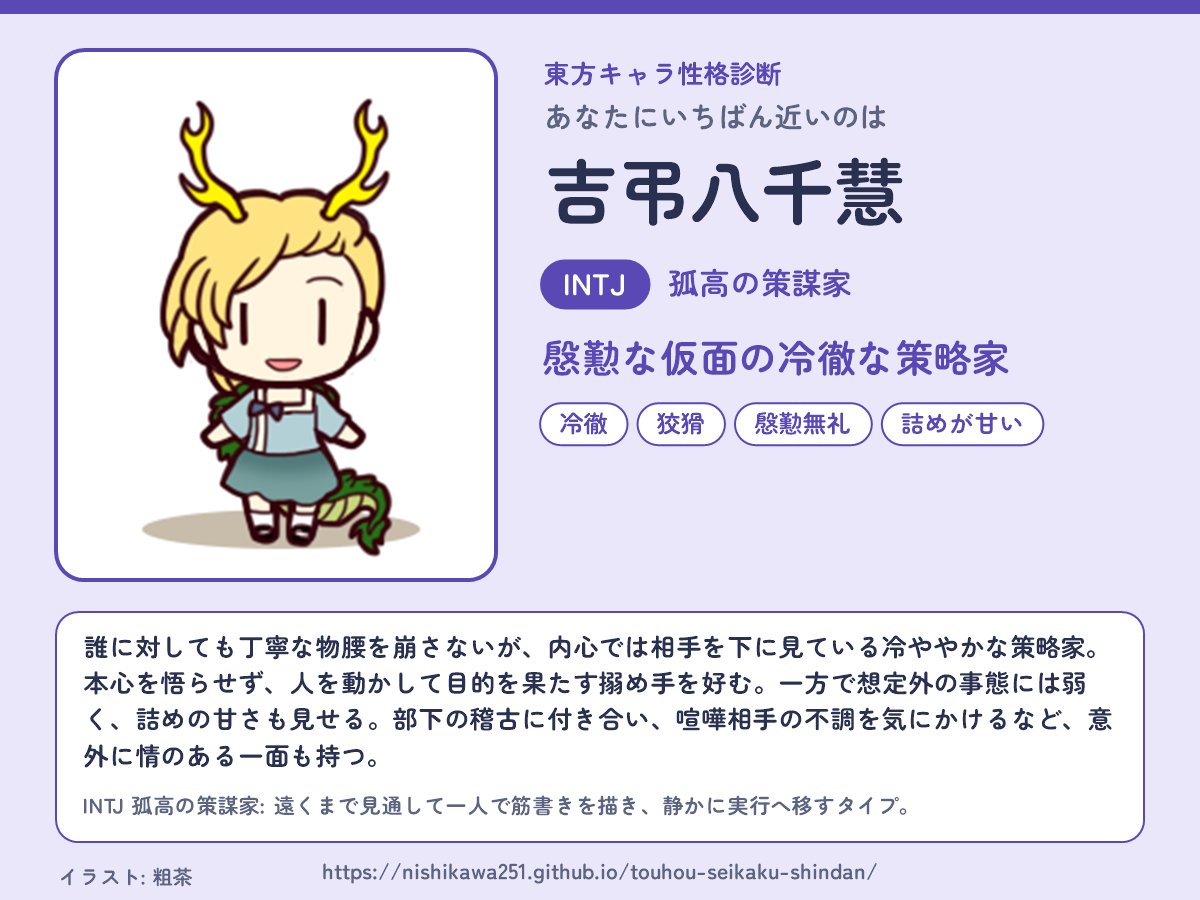 東方キャラ性格診断
あなたにいちばん近いのは
吉弔八千慧
INTJ 孤高の策謀家
慇懃な仮面の冷徹な策略家
冷徹 狡猾 慇懃無礼 詰めが甘い
誰に対しても丁寧な物腰を崩さないが、内心では相手を下に見ている冷ややかな策略家。
本心を悟らせず、人を動かして目的を果たす搦め手を好む。一方で想定外の事態には弱
く、詰めの甘さも見せる。部下の稽古に付き合い、喧嘩相手の不調を気にかけるなど、意
外に情のある一面も持つ。
INTJ 孤高の策謀家: 遠くまで見通して一人で筋書きを描き、静かに実行へ移すタイプ。
イラスト: 粗茶
https://nishikawa251.github.io/touhou-seikaku-shindan/